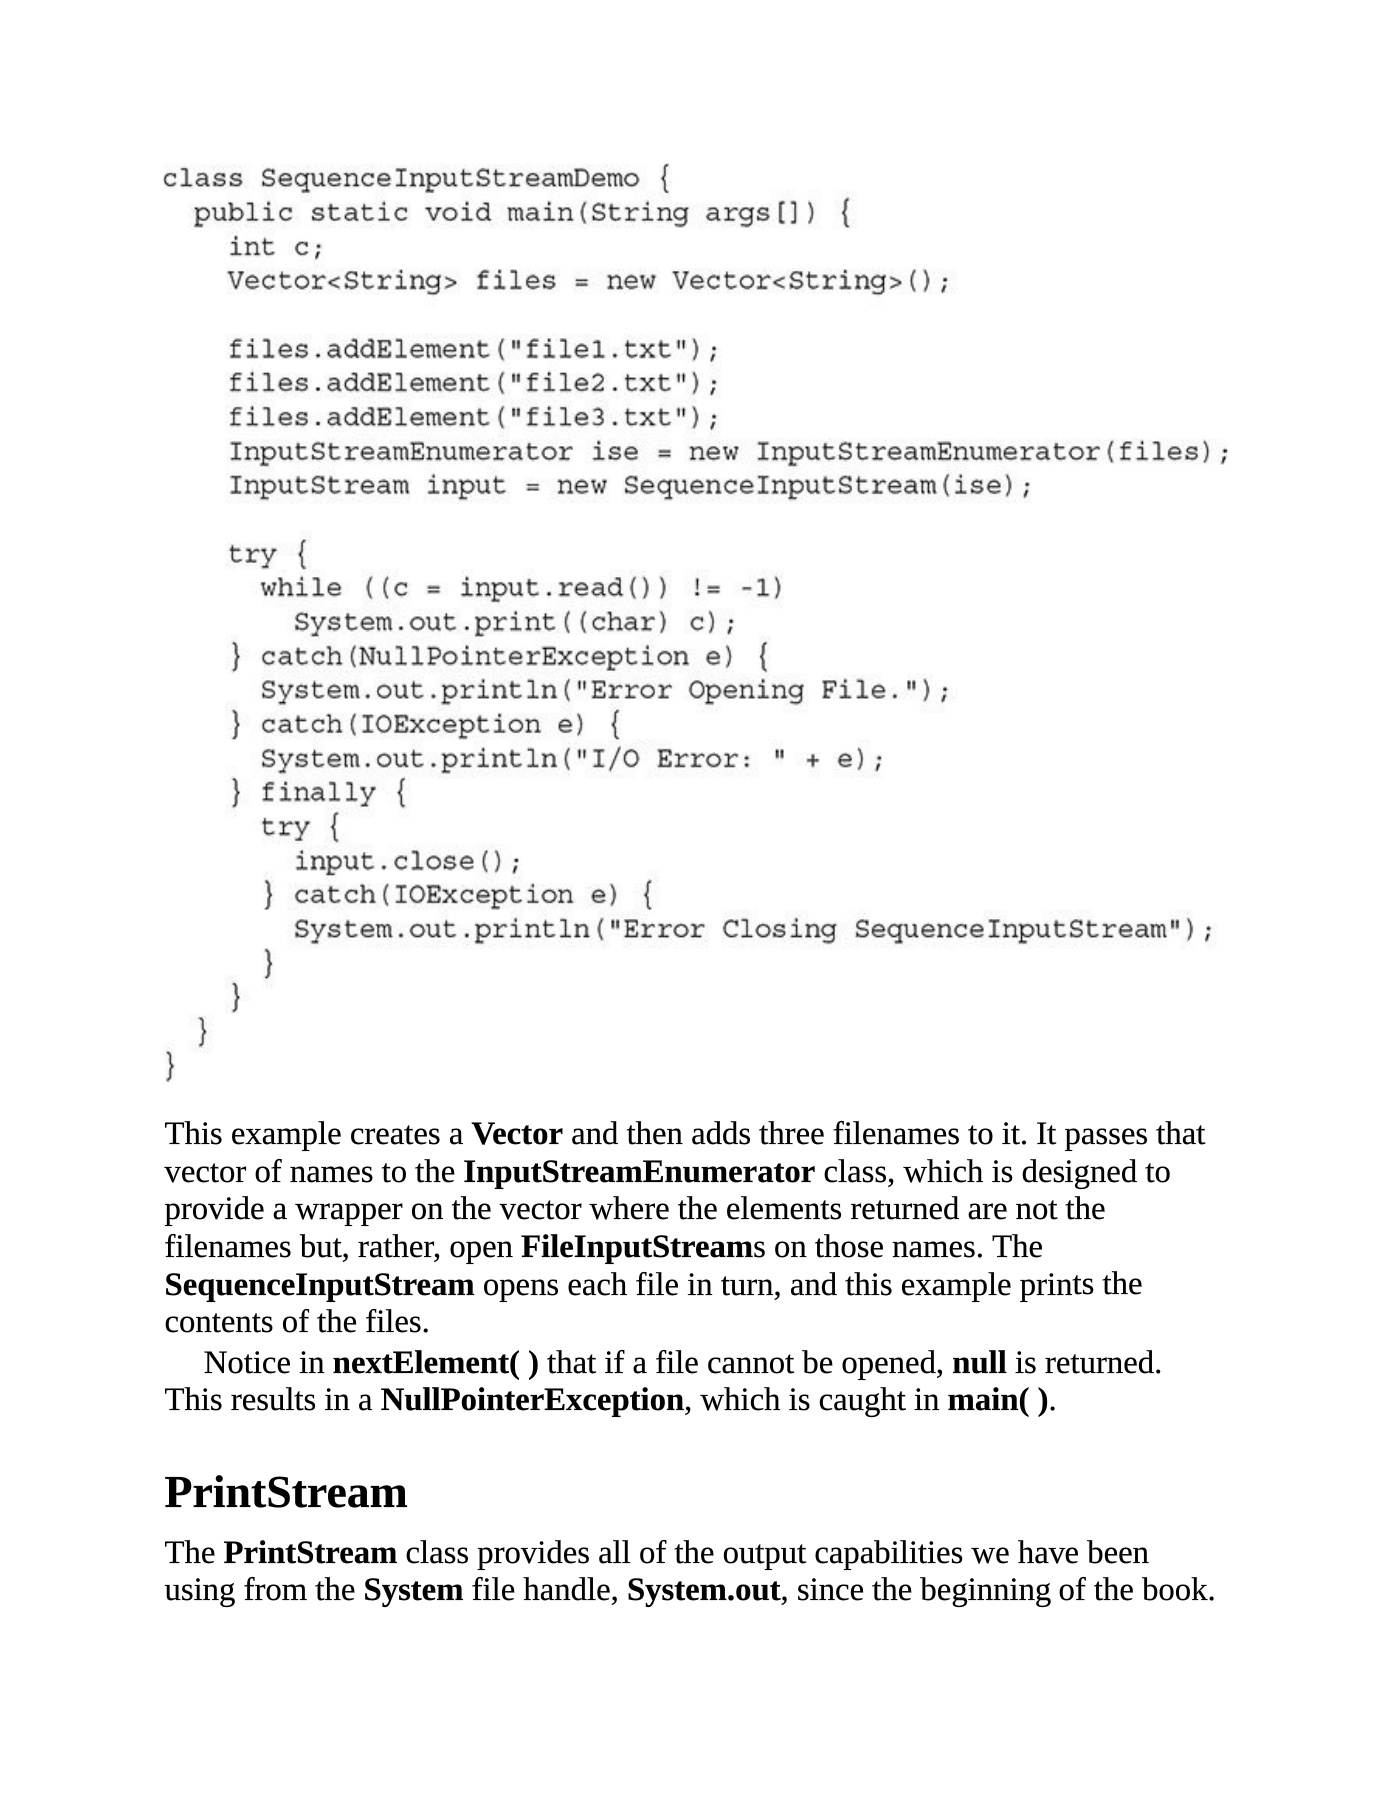 class SequenceInputStreamDemo {
  public static void main(String args[]) {
    int c;
    Vector<String> files = new Vector<String>();

    files.addElement("file1.txt");
    files.addElement("file2.txt");
    files.addElement("file3.txt");
    InputStreamEnumerator ise = new InputStreamEnumerator(files);
    InputStream input = new SequenceInputStream(ise);

    try {
      while ((c = input.read()) != -1)
        System.out.print((char) c);
    } catch(NullPointerException e) {
      System.out.println("Error Opening File.");
    } catch(IOException e) {
      System.out.println("I/O Error: " + e);
    } finally {
      try {
        input.close();
      } catch(IOException e) {
        System.out.println("Error Closing SequenceInputStream");
      }
    }
  }
}
This example creates a Vector and then adds three filenames to it. It passes that
vector of names to the InputStreamEnumerator class, which is designed to
provide a wrapper on the vector where the elements returned are not the
filenames but, rather, open FileInputStreams on those names. The
SequenceInputStream opens each file in turn, and this example prints the
contents of the files.
Notice in nextElement( ) that if a file cannot be opened, null is returned.
This results in a NullPointerException, which is caught in main( ).
PrintStream
The PrintStream class provides all of the output capabilities we have been
using from the System file handle, System.out, since the beginning of the book.